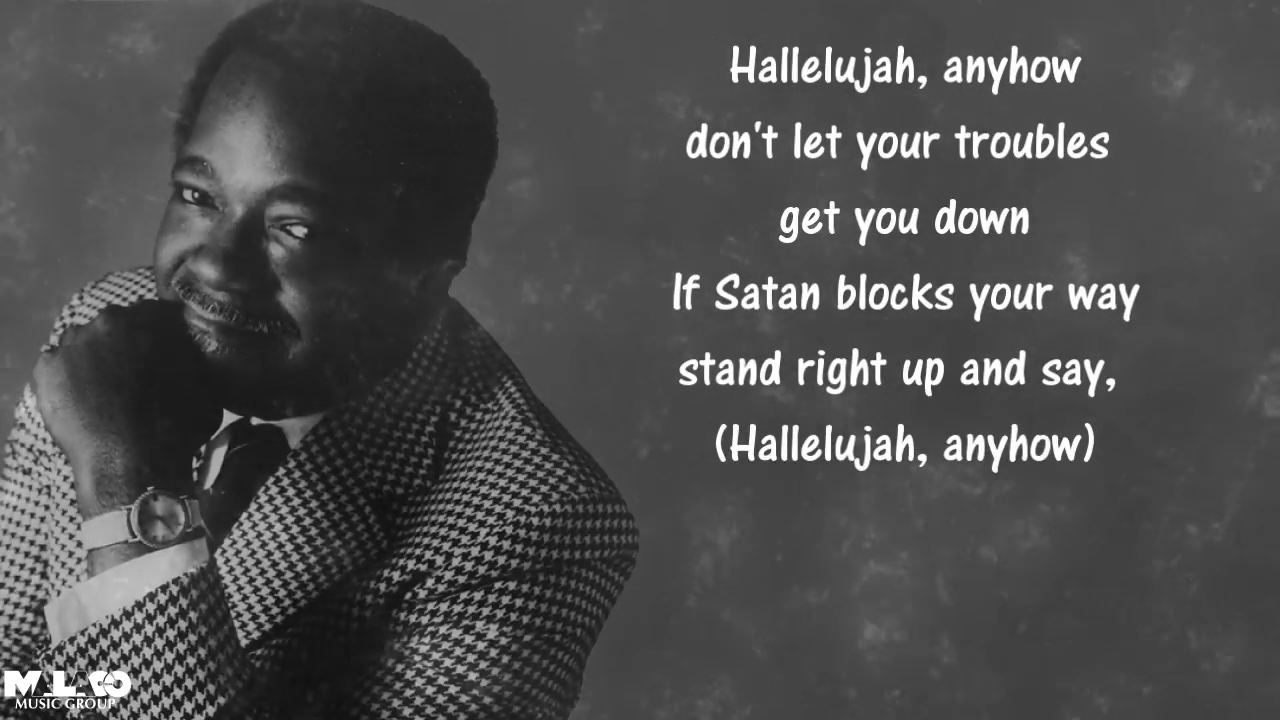 Hallelujah, anyhow
don't let your troubles
get you down
If Satan blocks your way
stand right up and say,
(Hallelujah, anyhow)
MALACO
MUSIC GROUP